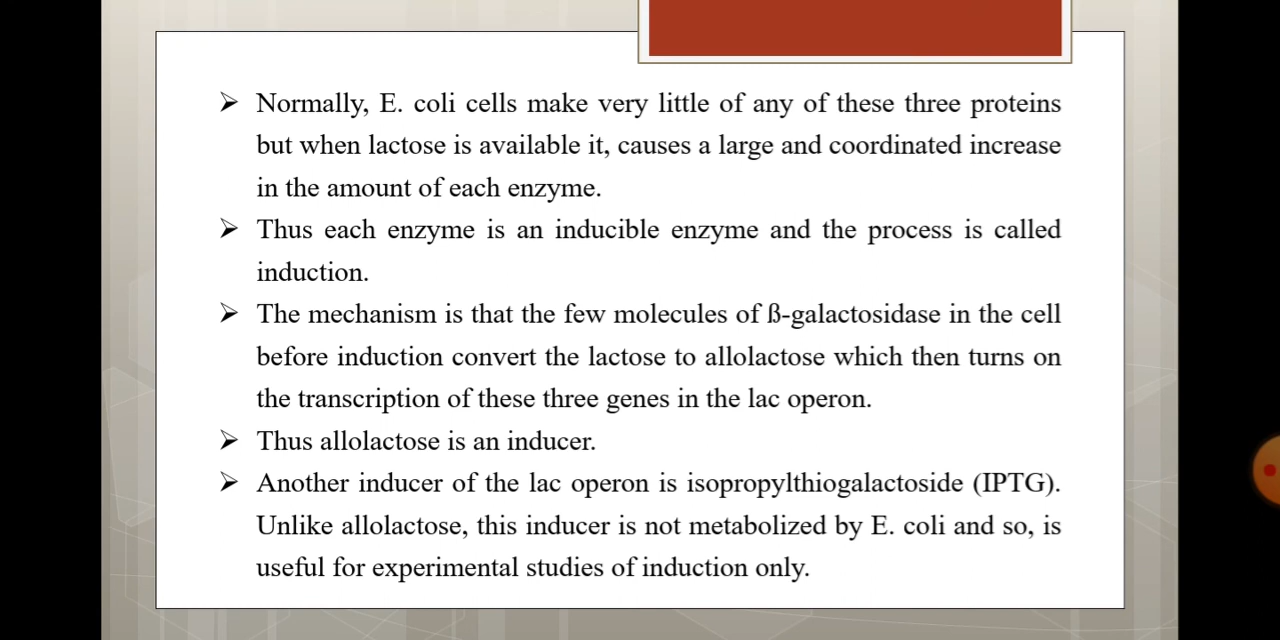 ➢ Normally, E. coli cells make very little of any of these three proteins
but when lactose is available it, causes a large and coordinated increase
in the amount of each enzyme.
➢ Thus each enzyme is an inducible enzyme and the process is called
induction.
➢ The mechanism is that the few molecules of ß-galactosidase in the cell
before induction convert the lactose to allolactose which then turns on
the transcription of these three genes in the lac operon.
➢ Thus allolactose is an inducer.
➢ Another inducer of the lac operon is isopropylthiogalactoside (IPTG).
Unlike allolactose, this inducer is not metabolized by E. coli and so, is
useful for experimental studies of induction only.